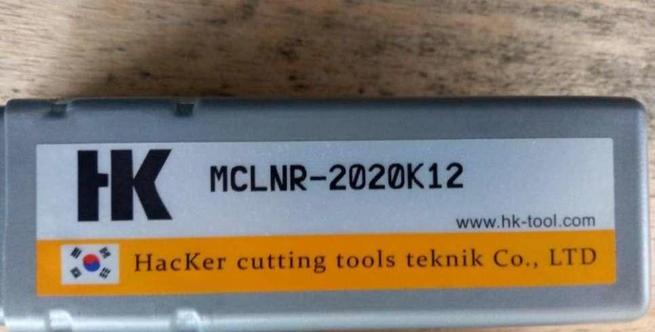 HK
MCLNR-2020K12
www.hk-tool.com
HacKer cutting tools teknik Co., LTD